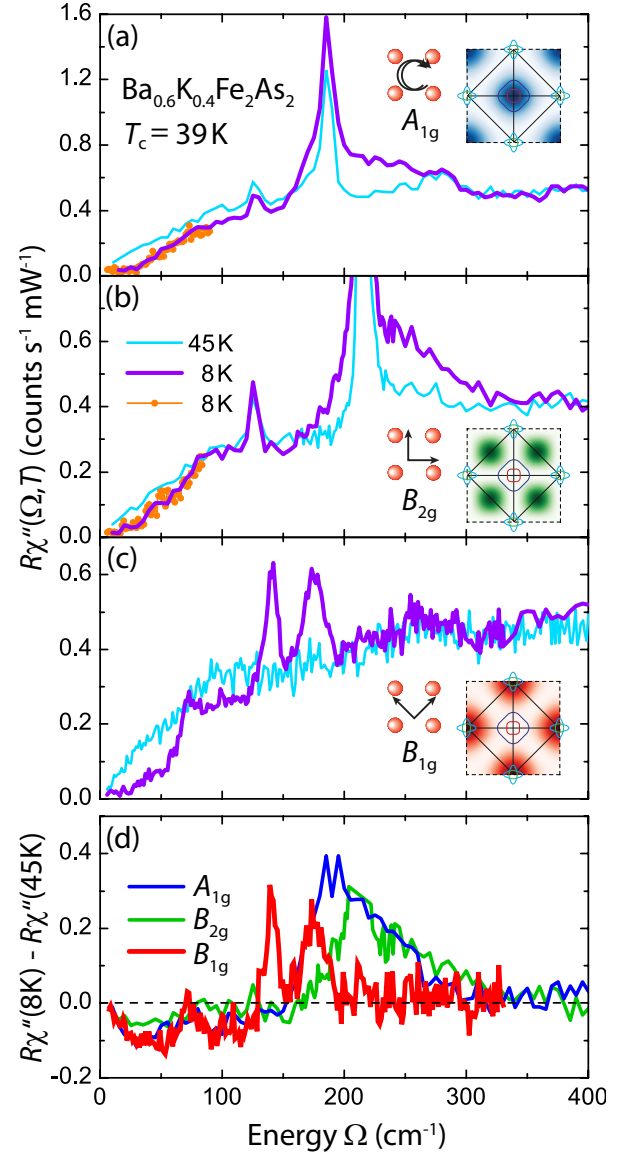 (a)
Ba₀.₆K₀.₄Fe₂As₂
T_c = 39 K
A₁g
1.6
1.2
0.8
0.4
0.0
(b)
45 K
8 K
8 K
B₂g
0.6
0.4
0.2
0.0
Rχ''(Ω,T) (counts s⁻¹ mW⁻¹)
(c)
B₁g
0.6
0.4
0.2
0.0
(d)
A₁g
B₂g
B₁g
0.4
0.2
0.0
-0.2
Rχ''(8K) - Rχ''(45K)
0 100 200 300 400
Energy Ω (cm⁻¹)